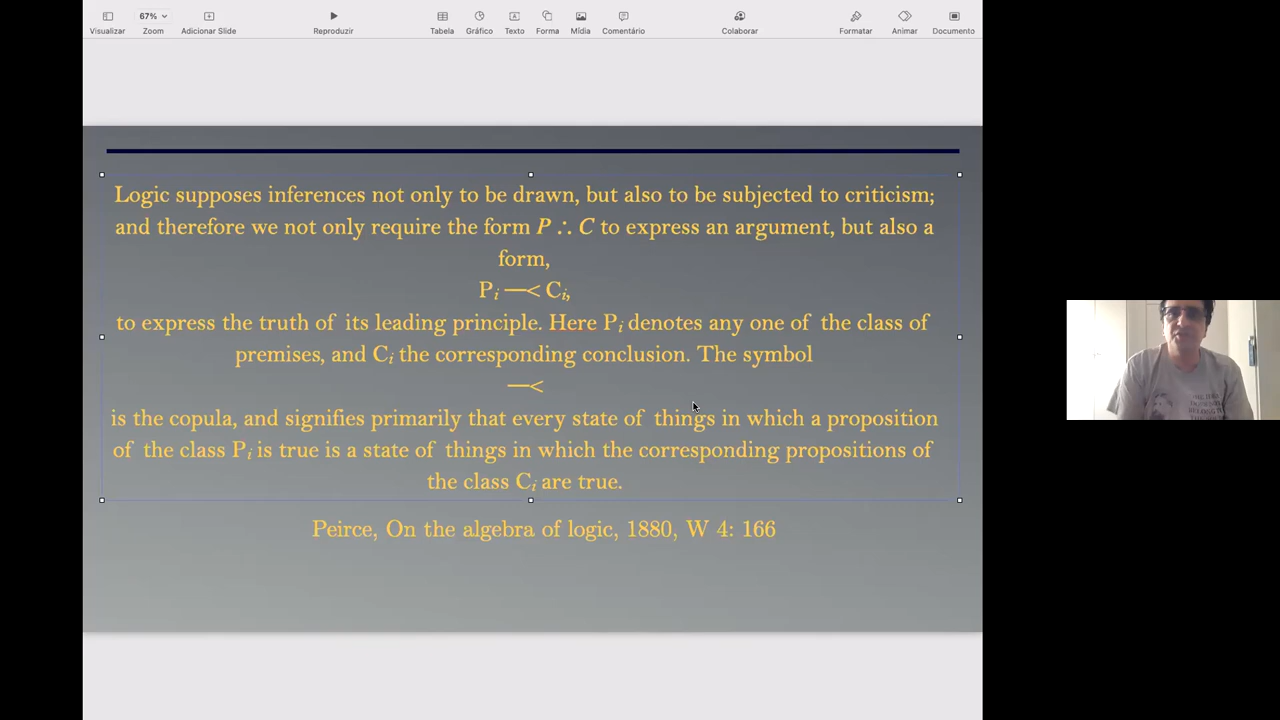 67%
Visualizar Zoom Adicionar Slide Reproduzir Tabela Gráfico Texto Forma Mídia Comentário Colaborar Formatar Animar Documento
Logic supposes inferences not only to be drawn, but also to be subjected to criticism;
and therefore we not only require the form P ∴ C to express an argument, but also a
form,
Pi —< Ci,
to express the truth of its leading principle. Here Pi denotes any one of the class of
premises, and Ci the corresponding conclusion. The symbol
—<
is the copula, and signifies primarily that every state of things in which a proposition
of the class Pi is true is a state of things in which the corresponding propositions of
the class Ci are true.
Peirce, On the algebra of logic, 1880, W 4: 166